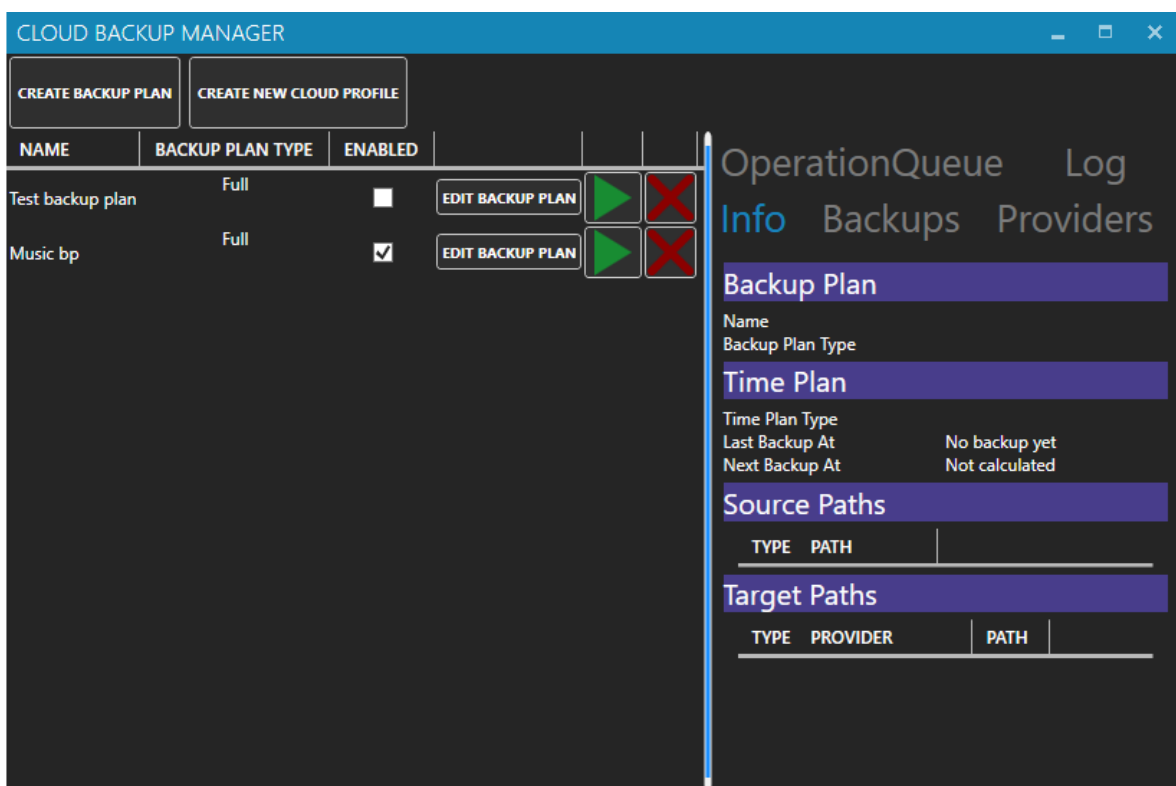 CLOUD BACKUP MANAGER
CREATE BACKUP PLAN CREATE NEW CLOUD PROFILE
NAME BACKUP PLAN TYPE ENABLED
Test backup plan Full EDIT BACKUP PLAN
Music bp Full EDIT BACKUP PLAN
OperationQueue Log
Info Backups Providers
Backup Plan
Name
Backup Plan Type
Time Plan
Time Plan Type
Last Backup At No backup yet
Next Backup At Not calculated
Source Paths
TYPE PATH
Target Paths
TYPE PROVIDER PATH